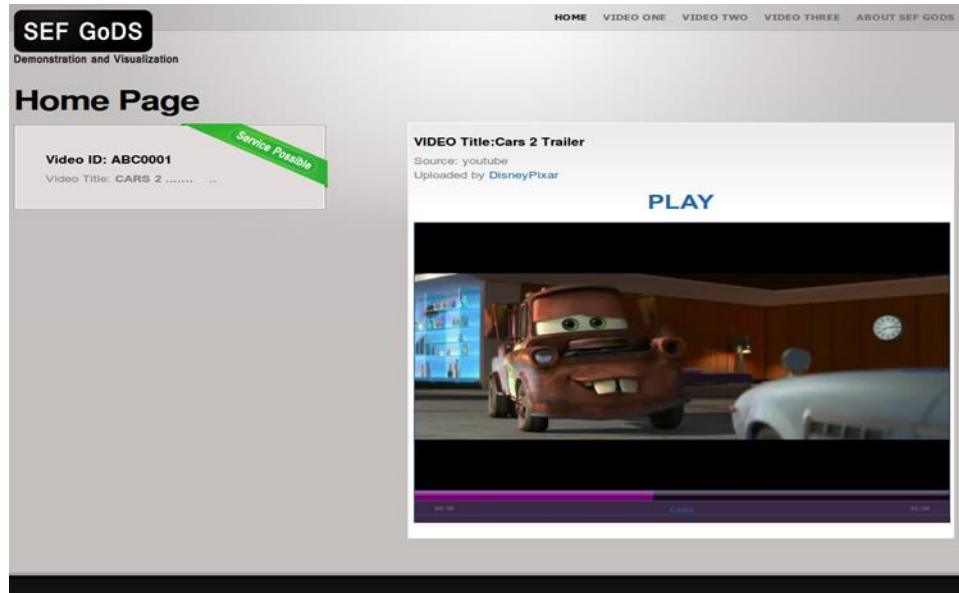 SEF GoDS
Demonstration and Visualization
HOME VIDEO ONE VIDEO TWO VIDEO THREE ABOUT SEF GODS
Home Page
Service Possible
Video ID: ABC0001
Video Title: CARS 2 ....... ..
VIDEO Title:Cars 2 Trailer
Source: youtube
Uploaded by DisneyPixar
PLAY
CARS